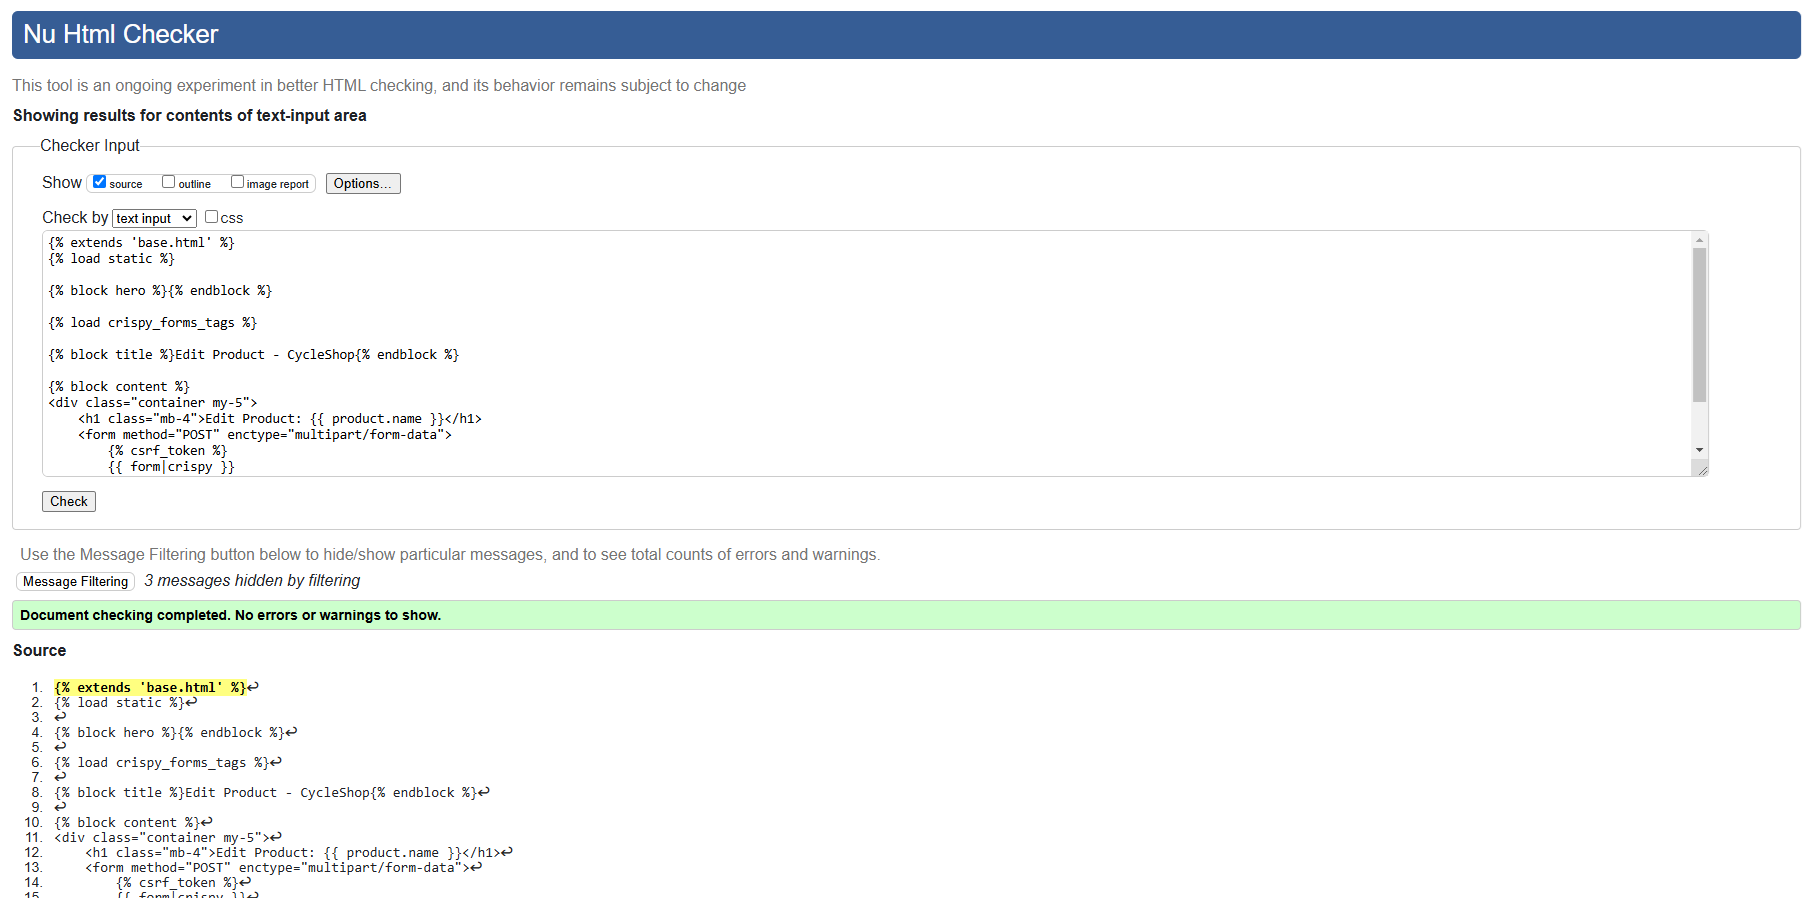 Nu Html Checker
This tool is an ongoing experiment in better HTML checking, and its behavior remains subject to change
Showing results for contents of text-input area
Checker Input
Show source outline image report Options...
Check by text input css
{% extends 'base.html' %}
{% load static %}
{% block hero %}{% endblock %}
{% load crispy_forms_tags %}
{% block title %}Edit Product - CycleShop{% endblock %}
{% block content %}
<div class="container my-5">
<h1 class="mb-4">Edit Product: {{ product.name }}</h1>
<form method="POST" enctype="multipart/form-data">
{% csrf_token %}
{{ form|crispy }}
Check
Use the Message Filtering button below to hide/show particular messages, and to see total counts of errors and warnings.
Message Filtering 3 messages hidden by filtering
Document checking completed. No errors or warnings to show.
Source
1. {% extends 'base.html' %}↩
2. {% load static %}↩
3. ↩
4. {% block hero %}{% endblock %}↩
5. ↩
6. {% load crispy_forms_tags %}↩
7. ↩
8. {% block title %}Edit Product - CycleShop{% endblock %}↩
9. ↩
10. {% block content %}↩
11. <div class="container my-5">↩
12. <h1 class="mb-4">Edit Product: {{ product.name }}</h1>↩
13. <form method="POST" enctype="multipart/form-data">↩
14. {% csrf_token %}↩
15. {{ form|crispy }}↩